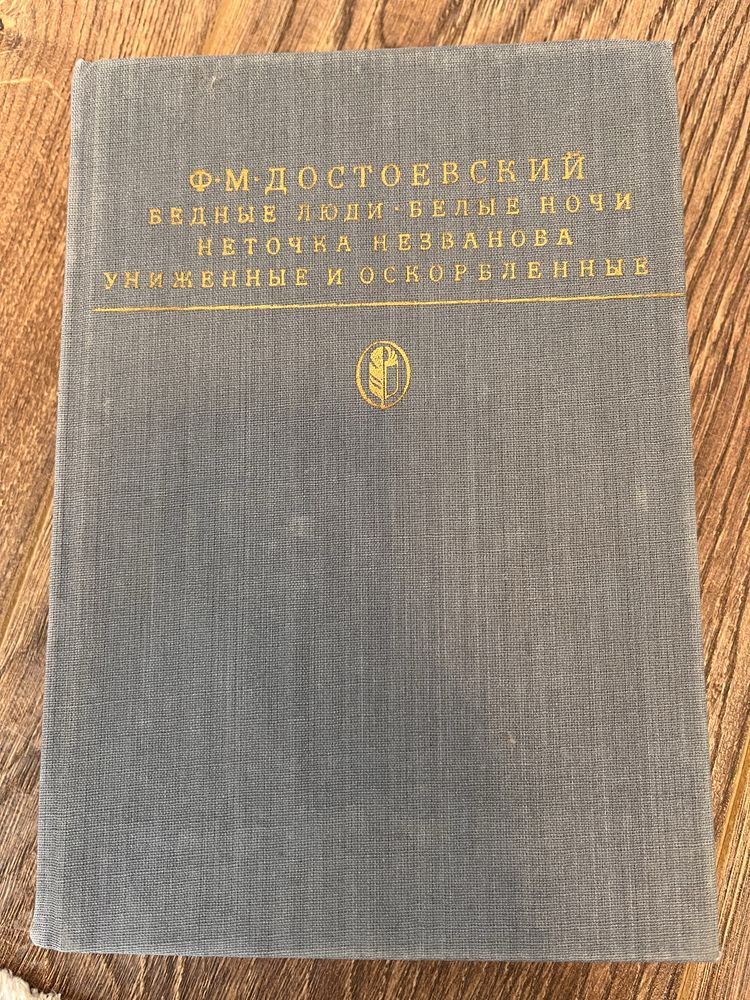 Ф·М·ДОСТОЕВСКИЙ
БЕДНЫЕ ЛЮДИ·БЕЛЫЕ НОЧИ
НЕТОЧКА НЕЗВАНОВА
УНИЖЕННЫЕ И ОСКОРБЛЕННЫЕ